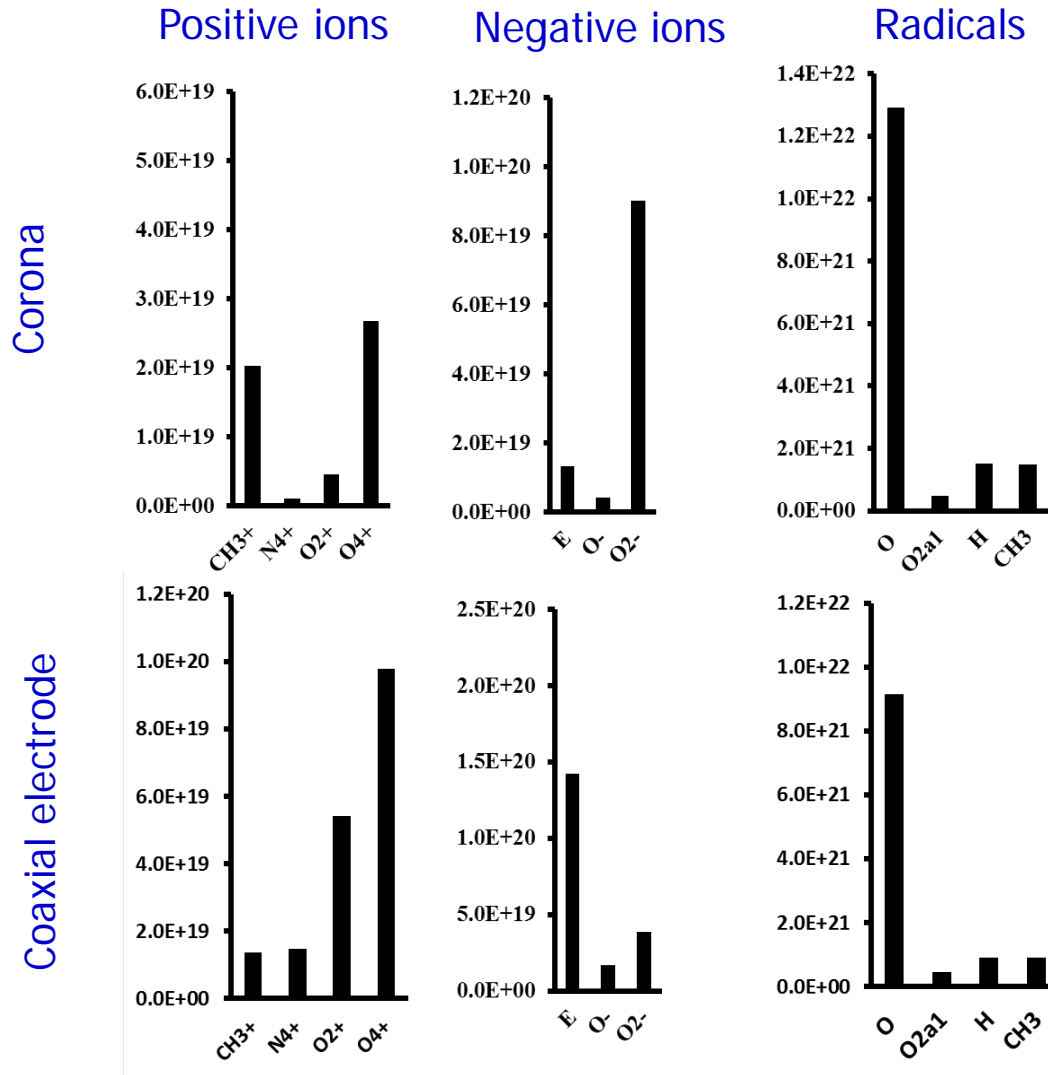 Positive ions
Negative ions
Radicals
Corona
6.0E+19
5.0E+19
4.0E+19
3.0E+19
2.0E+19
1.0E+19
0.0E+00
CH3+ N4+ O2+ O4+
1.2E+20
1.0E+20
8.0E+19
6.0E+19
4.0E+19
2.0E+19
0.0E+00
E O- O2-
1.4E+22
1.2E+22
1.0E+22
8.0E+21
6.0E+21
4.0E+21
2.0E+21
0.0E+00
O O2a1 H CH3
Coaxial electrode
1.2E+20
1.0E+20
8.0E+19
6.0E+19
4.0E+19
2.0E+19
0.0E+00
CH3+ N4+ O2+ O4+
2.5E+20
2.0E+20
1.5E+20
1.0E+20
5.0E+19
0.0E+00
E O- O2-
1.2E+22
1.0E+22
8.0E+21
6.0E+21
4.0E+21
2.0E+21
0.0E+00
O O2a1 H CH3